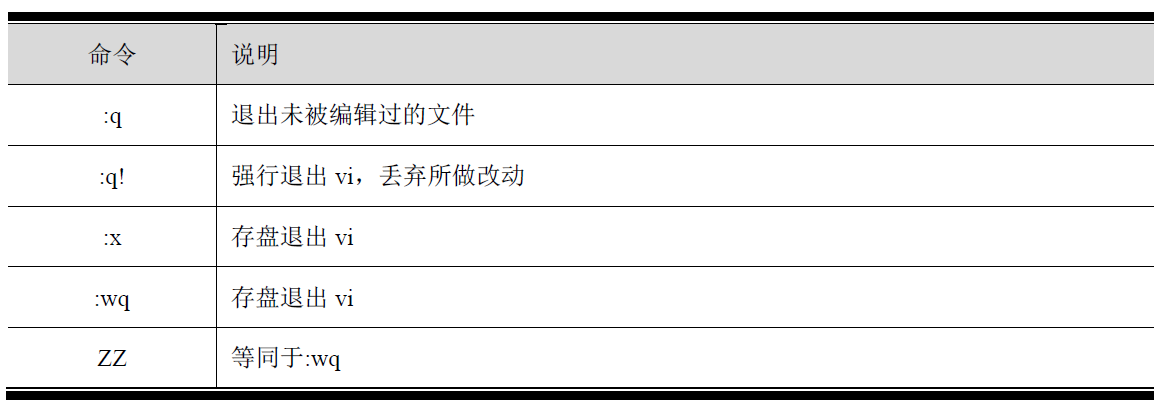 命令 说明
:q 退出未被编辑过的文件
:q! 强行退出 vi，丢弃所做改动
:x 存盘退出 vi
:wq 存盘退出 vi
ZZ 等同于:wq